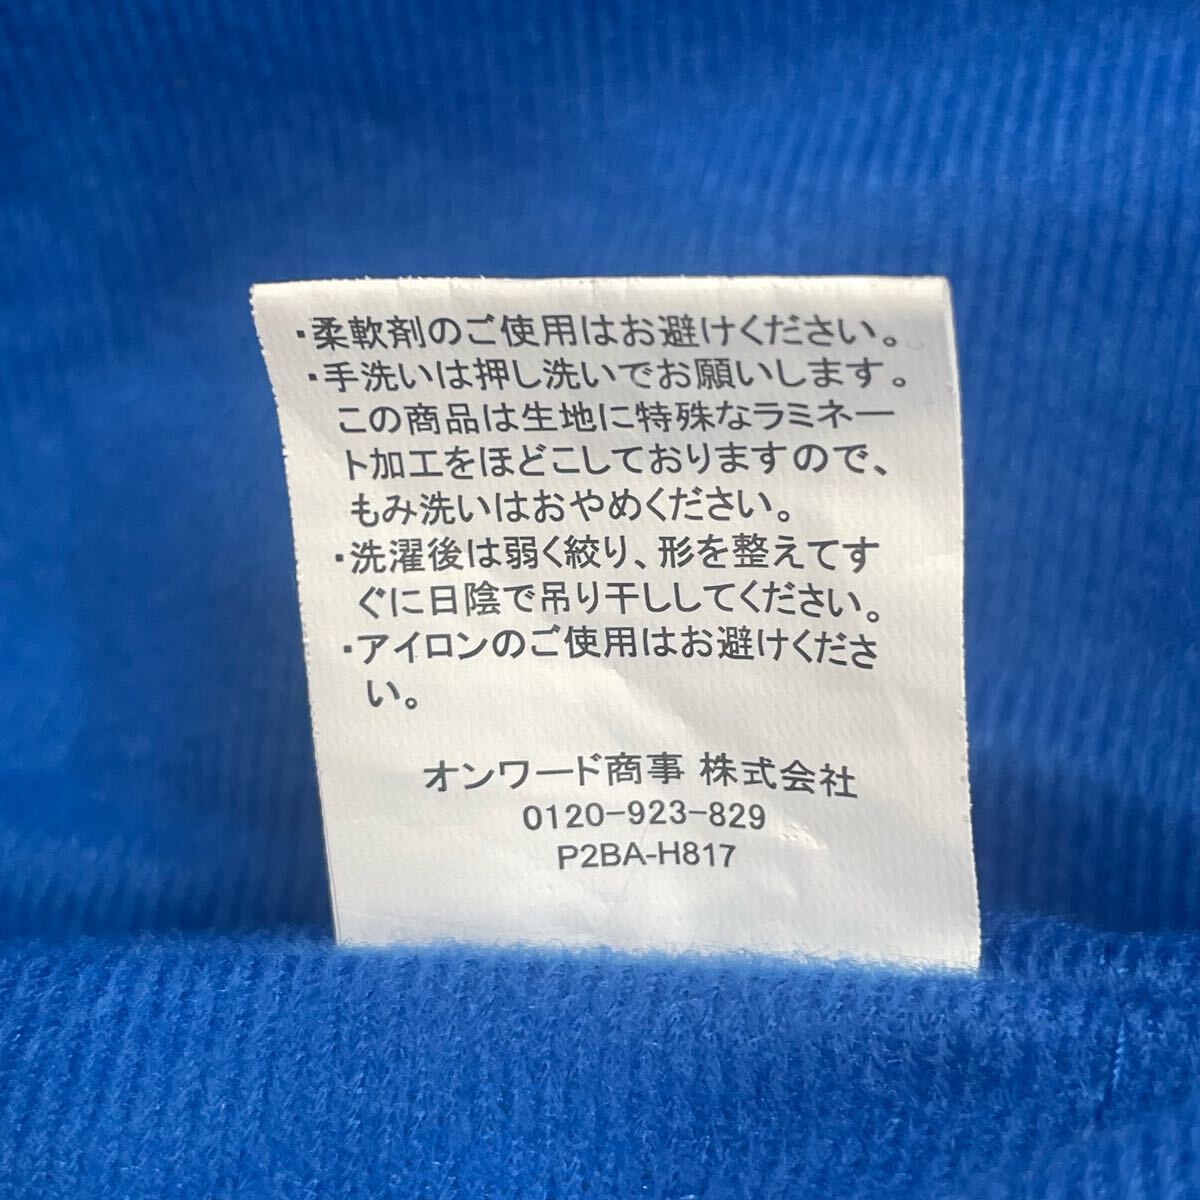 ・柔軟剤のご使用はお避けください。
・手洗いは押し洗いでお願いします。
この商品は生地に特殊なラミネー
ト加工をほどこしておりますので、
もみ洗いはおやめください。
・洗濯後は弱く絞り、形を整えてす
ぐに日陰で吊り干ししてください。
・アイロンのご使用はお避けくださ
い。
オンワード商事 株式会社
0120-923-829
P2BA-H817